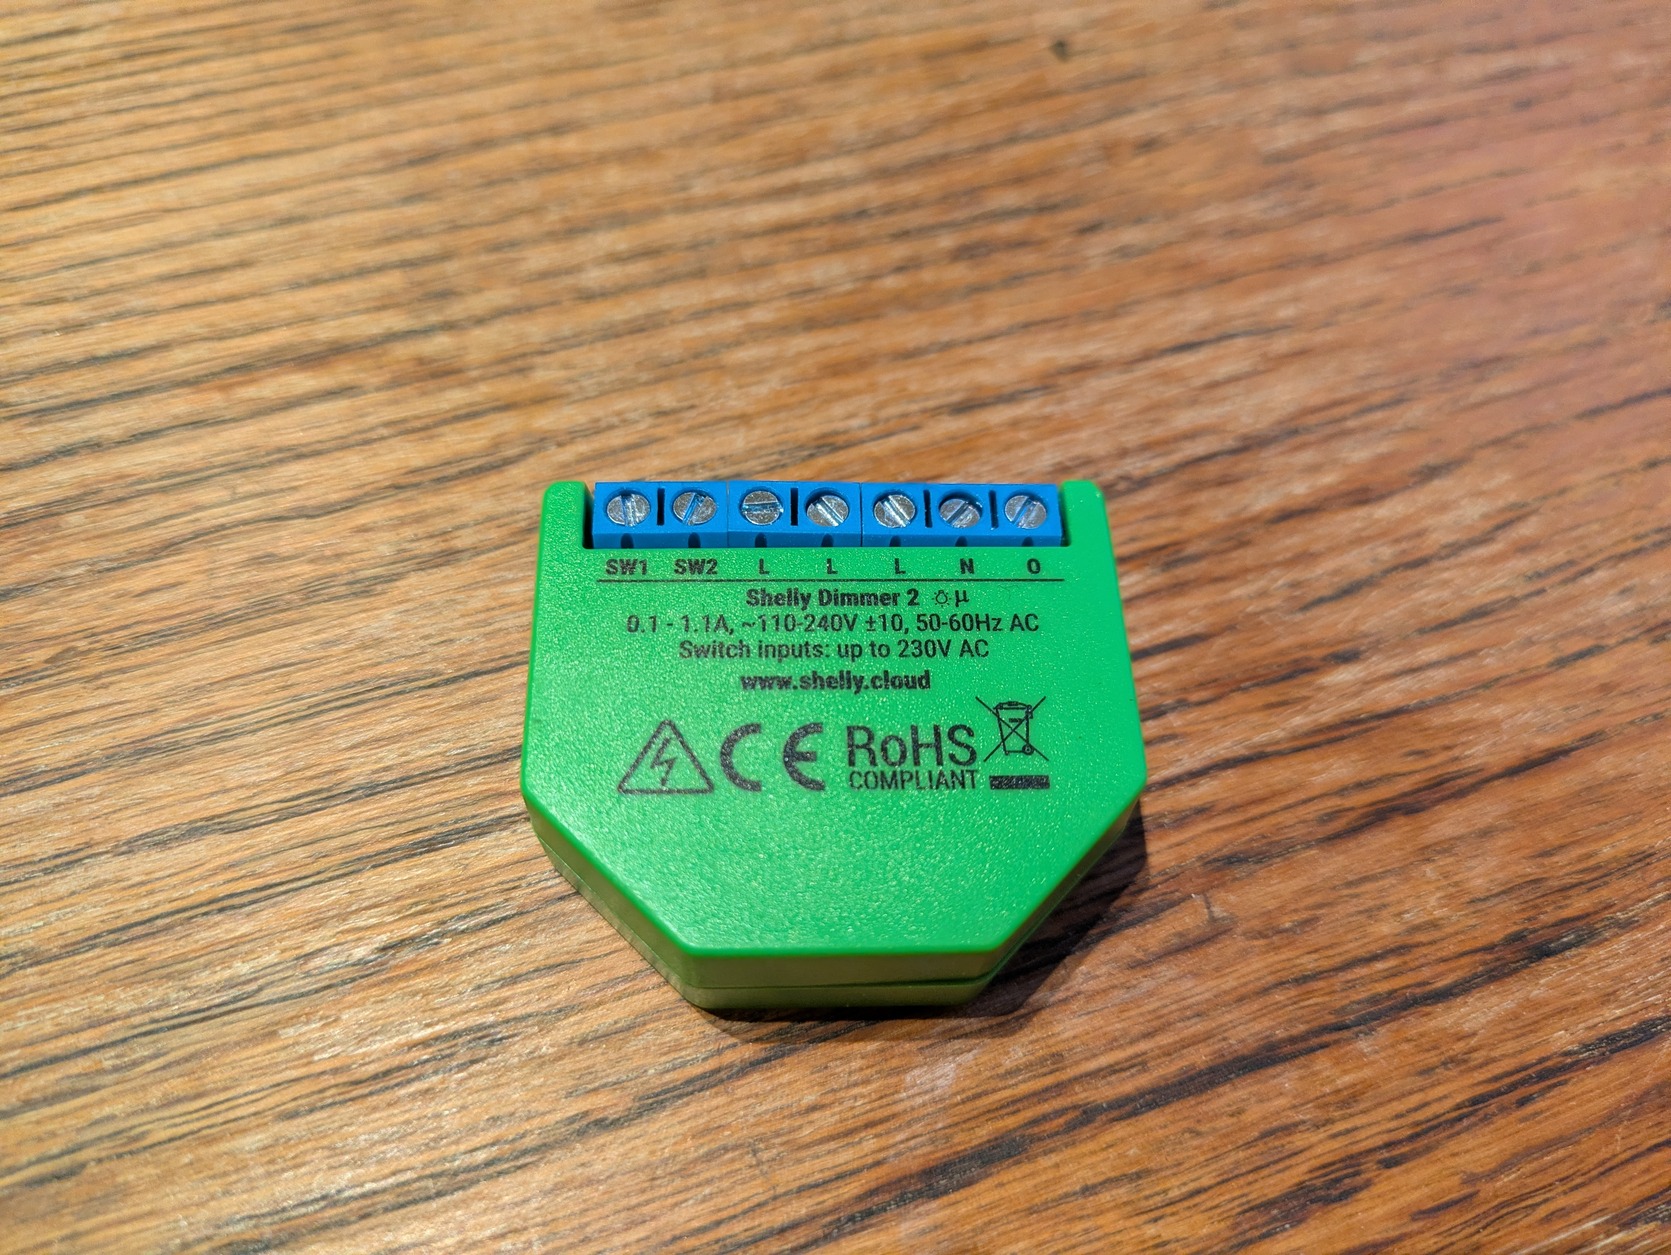 SW1 SW2 L L L N O
Shelly Dimmer 2 μ
0.1 - 1.1A, ~110-240V ±10, 50-60Hz AC
Switch inputs: up to 230V AC
www.shelly.cloud
CE RoHS
COMPLIANT